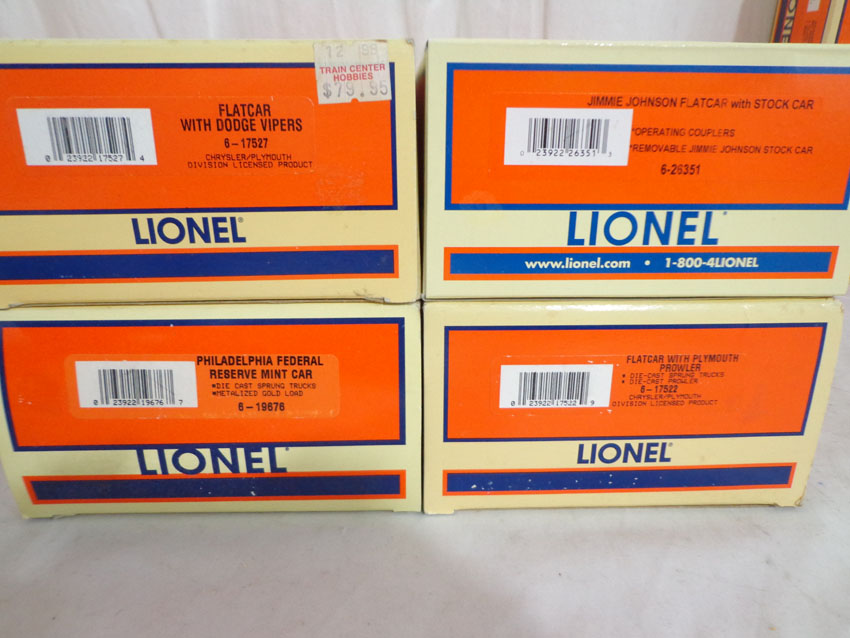 12 99
TRAIN CENTER
HOBBIES
$79.95
FLATCAR
WITH DODGE VIPERS
6-17527
CHRYSLER/PLYMOUTH
DIVISION LICENSED PRODUCT
0 23922 17527 4
LIONEL®
JIMMIE JOHNSON FLATCAR with STOCK CAR
*OPERATING COUPLERS
*REMOVABLE JIMMIE JOHNSON STOCK CAR
6-26351
0 23922 26351 3
LIONEL®
www.lionel.com • 1-800-4LIONEL
PHILADELPHIA FEDERAL
RESERVE MINT CAR
*DIE CAST SPRUNG TRUCKS
*METALIZED GOLD LOAD
6-19676
0 23922 19676 7
LIONEL®
FLATCAR WITH PLYMOUTH
PROWLER
• DIE-CAST SPRUNG TRUCKS
• DIE-CAST PROWLER
6-17522
CHRYSLER/PLYMOUTH
DIVISION LICENSED PRODUCT
0 23922 17522 9
LIONEL®